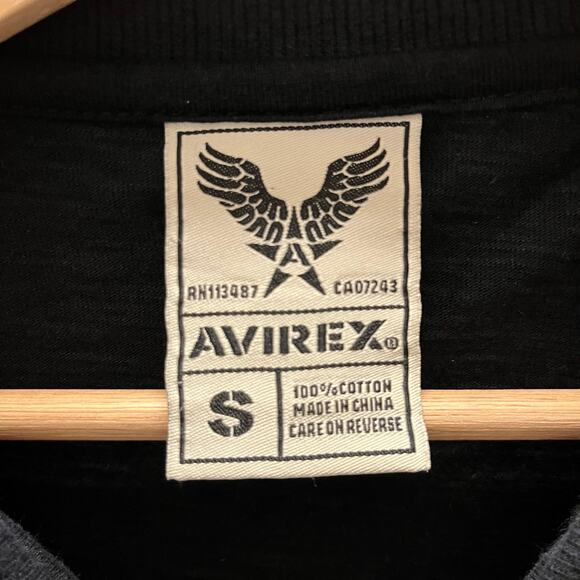 A
RN113487 CA07243
AVIREX®
S
100% COTTON
MADE IN CHINA
CARE ON REVERSE